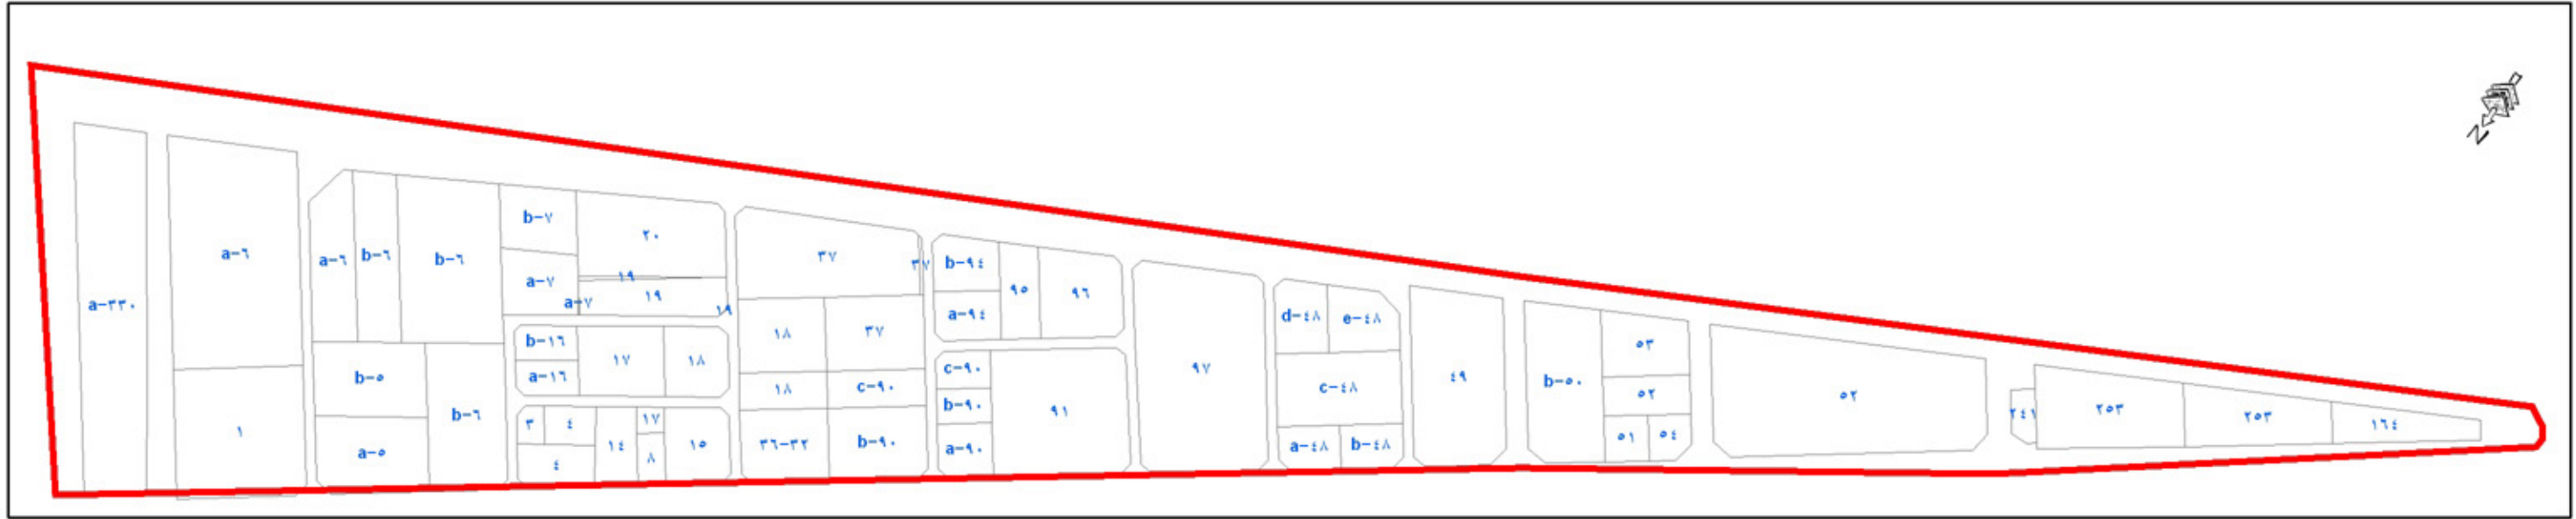 a-٣٣٠
a-٦
١
a-٦
b-٦
b-٦
b-٥
a-٥
b-٦
b-٧
a-٧
a-٧
٢٠
١٩
١٩
١٩
b-١٦
a-١٦
١٧
١٨
٣
٤
٤
١٤
١٧
٨
١٥
٣٧
٣٧
١٨
٣٧
١٨
c-٩٠
٣٦-٣٢
b-٩٠
b-٩٤
a-٩٤
٩٥
٩٦
c-٩٠
b-٩٠
a-٩٠
٩١
٩٧
d-٤٨
e-٤٨
c-٤٨
a-٤٨
b-٤٨
٤٩
b-٥٠
٥٣
٥٢
٥١
٥٤
٥٢
٢٤١
٢٥٣
٢٥٣
١٦٤
N